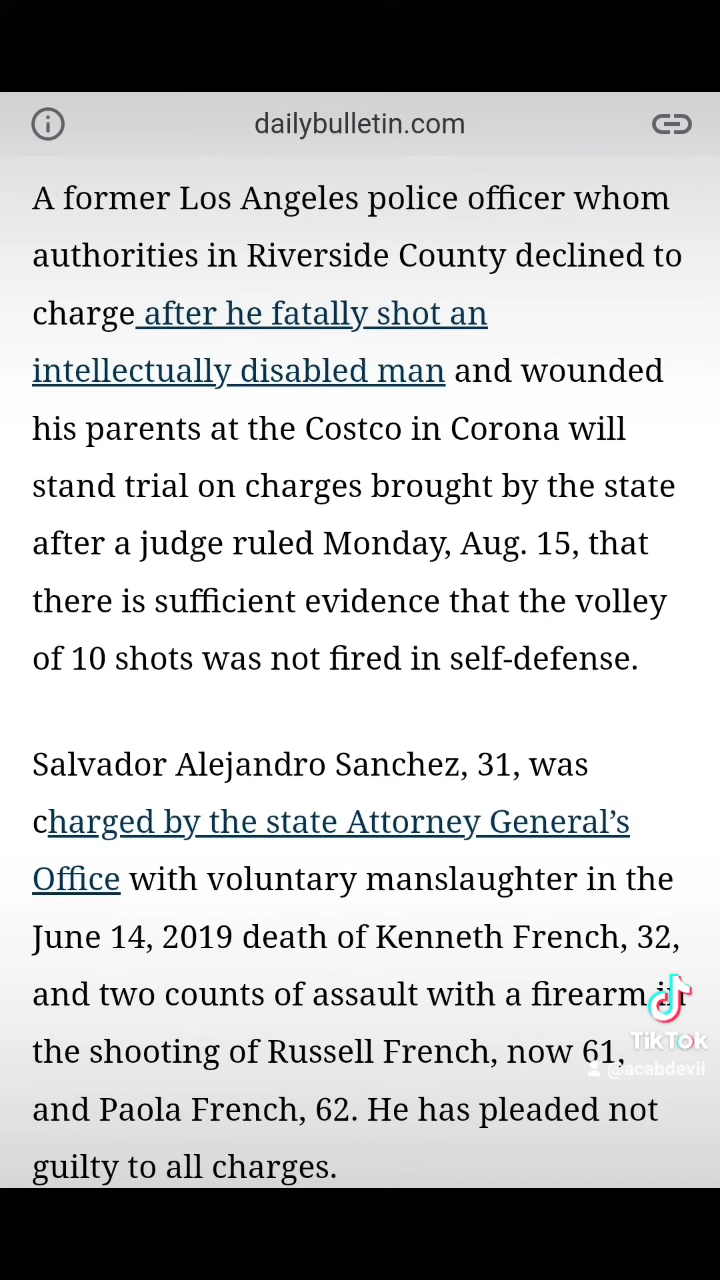 dailybulletin.com
A former Los Angeles police officer whom
authorities in Riverside County declined to
charge after he fatally shot an
intellectually disabled man and wounded
his parents at the Costco in Corona will
stand trial on charges brought by the state
after a judge ruled Monday, Aug. 15, that
there is sufficient evidence that the volley
of 10 shots was not fired in self-defense.
Salvador Alejandro Sanchez, 31, was
charged by the state Attorney General’s
Office with voluntary manslaughter in the
June 14, 2019 death of Kenneth French, 32,
and two counts of assault with a firearm in
the shooting of Russell French, now 61,
and Paola French, 62. He has pleaded not
guilty to all charges.
TikTok
@acabdevil